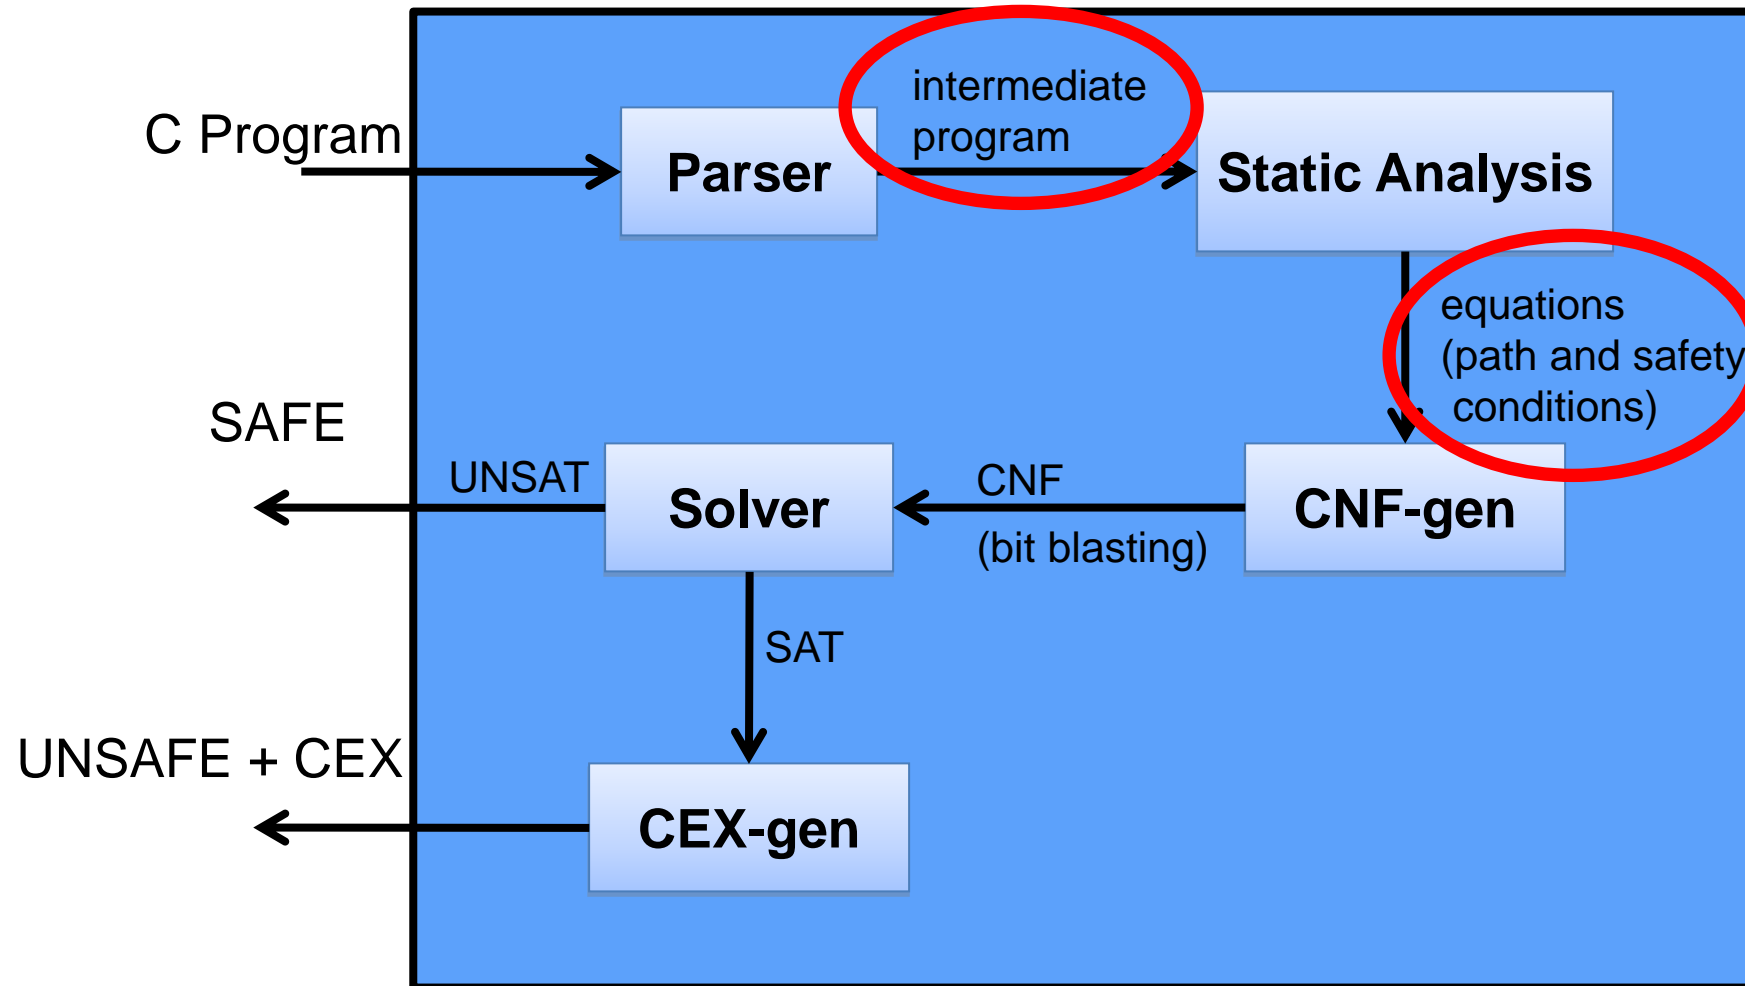 C Program
Parser
intermediate
program
Static Analysis
equations
(path and safety
conditions)
SAFE
UNSAT
Solver
CNF
(bit blasting)
CNF-gen
SAT
UNSAFE + CEX
CEX-gen